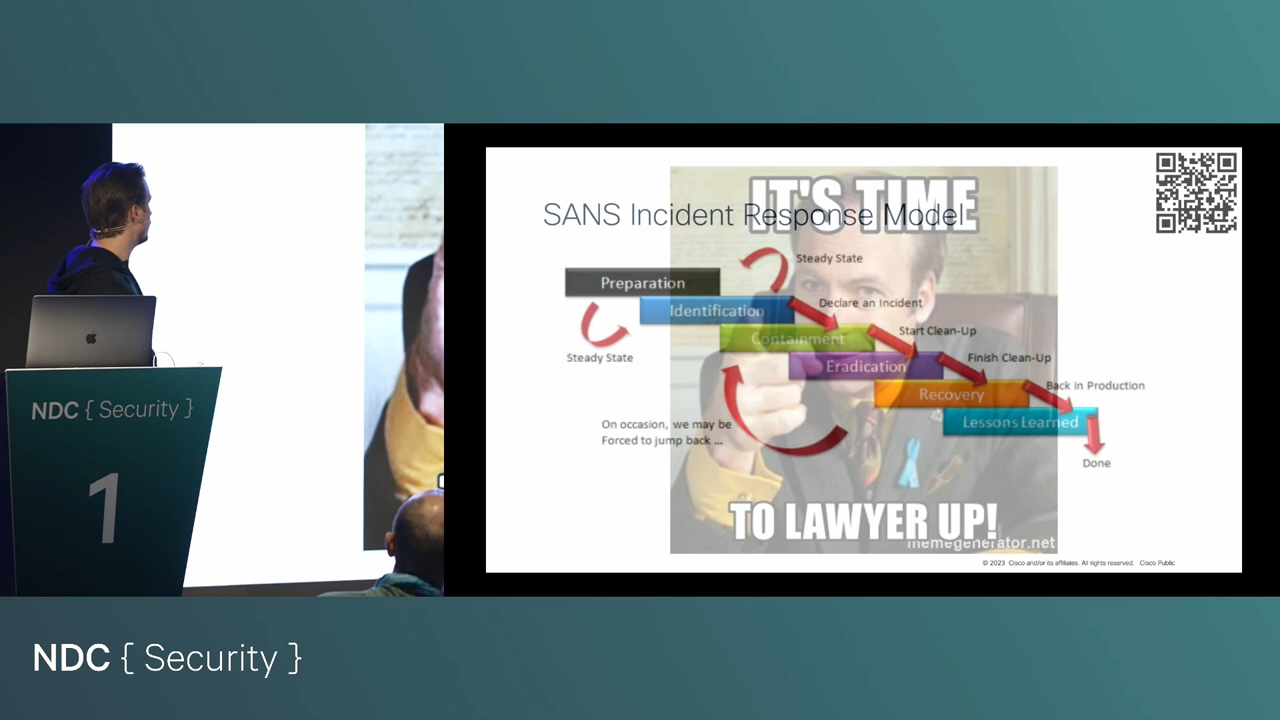 IT'S TIME
SANS Incident Response Model
Steady State
Preparation
Identification
Declare an Incident
Containment
Start Clean-Up
Steady State
Eradication
Finish Clean-Up
Recovery
Back in Production
On occasion, we may be
Forced to jump back ...
Lessons Learned
Done
TO LAWYER UP!
memegenerator.net
© 2023 Cisco and/or its affiliates. All rights reserved. Cisco Public
NDC { Security }
1
NDC { Security }